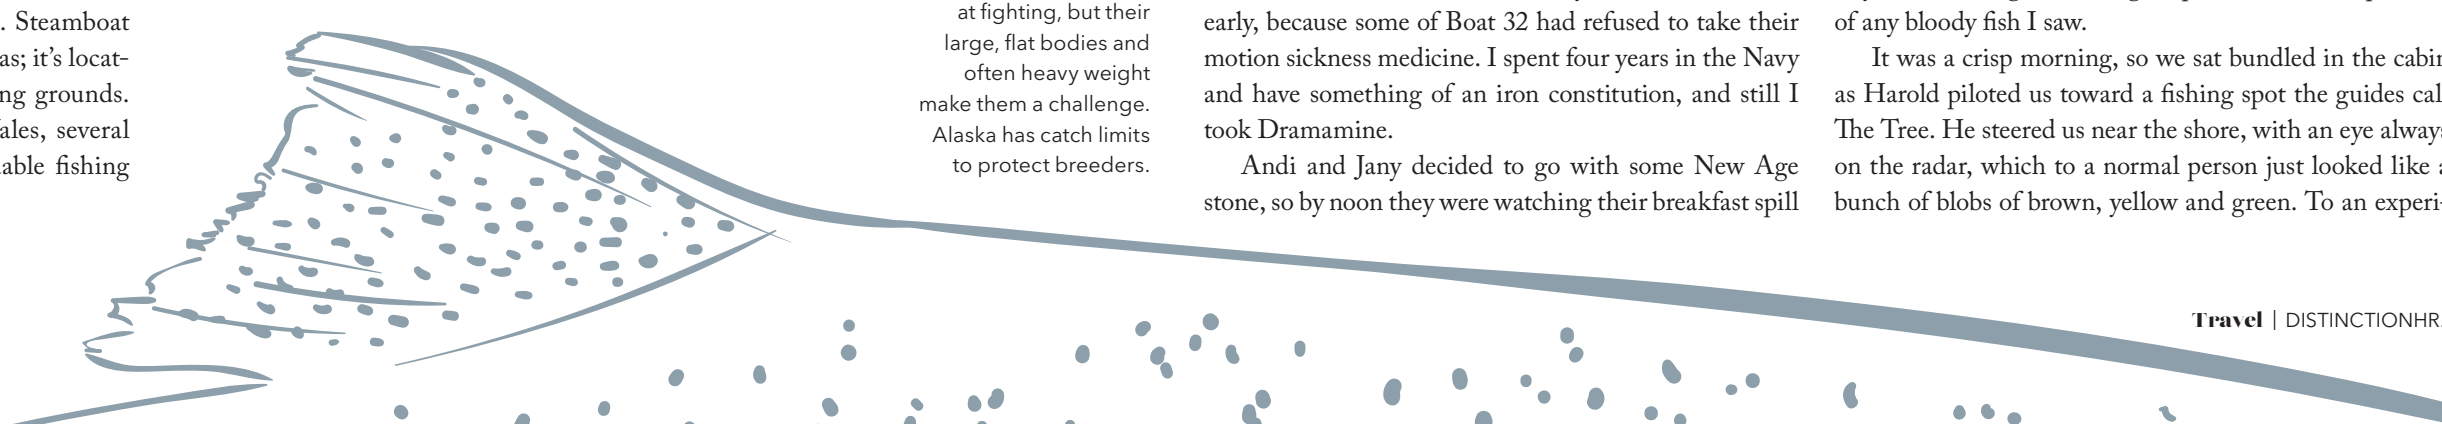 . Steamboat
as; it’s locat-
ng grounds.
ales, several
able fishing
at fighting, but their
large, flat bodies and
often heavy weight
make them a challenge.
Alaska has catch limits
to protect breeders.
early, because some of Boat 32 had refused to take their
motion sickness medicine. I spent four years in the Navy
and have something of an iron constitution, and still I
took Dramamine.
Andi and Jany decided to go with some New Age
stone, so by noon they were watching their breakfast spill
of any bloody fish I saw.
It was a crisp morning, so we sat bundled in the cabin
as Harold piloted us toward a fishing spot the guides cal
The Tree. He steered us near the shore, with an eye always
on the radar, which to a normal person just looked like a
bunch of blobs of brown, yellow and green. To an experi-
Travel | DISTINCTIONHR.